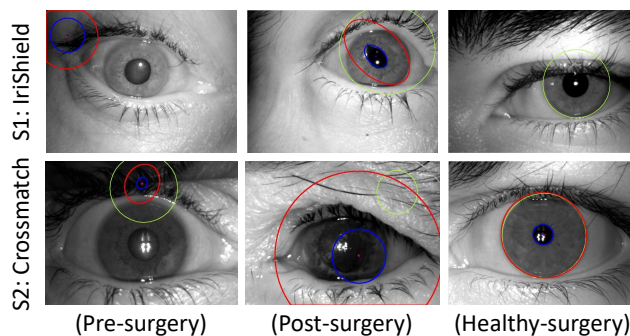 S1: IriShield
S2: Crossmatch
(Pre-surgery) (Post-surgery) (Healthy-surgery)